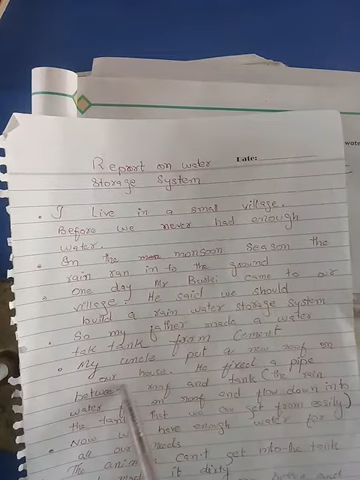 Report on water
Date:
Storage System
I Live in a small village.
Before we never had enough
water.
In the monsoon season the
rain ran in to the ground
One day Mr Burki came to our
village. He said we should
build a rain water storage system
So my father made a water
tank from Cement
My uncle put a new roof on
our house. He fixed a pipe
roof and tank (the rain
water on roof and flow down into
the tank that we can get from easily)
Now we have enough water for
all our needs
The can't get into the tank
it dirty